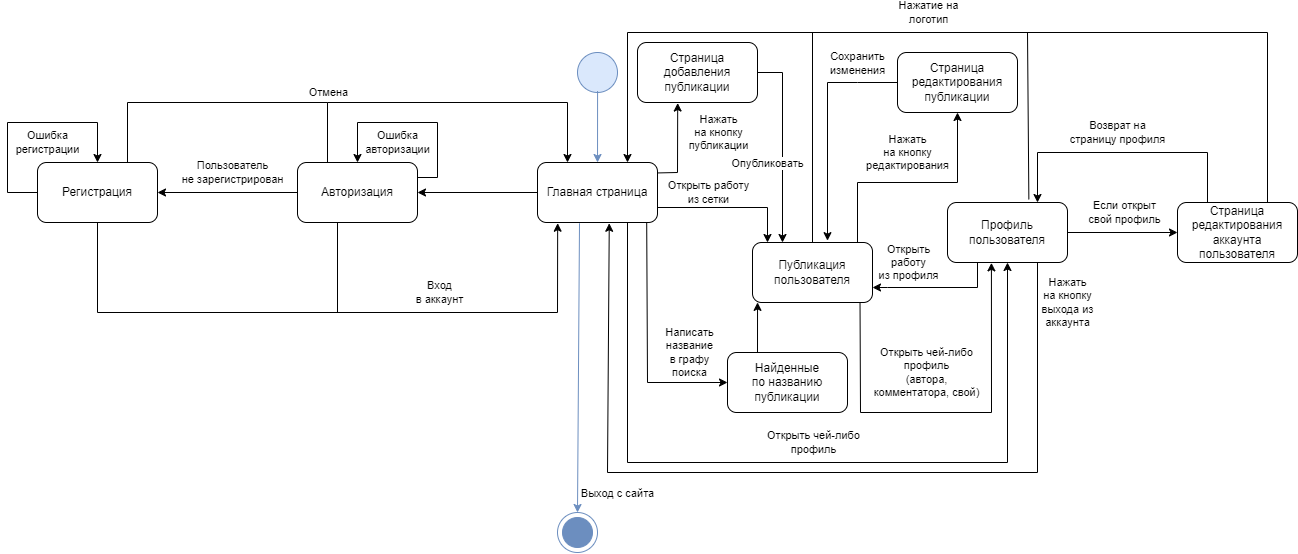 Нажатие на
логотип
Страница
добавления
публикации
Сохранить
изменения
Страница
редактирования
публикации
Отмена
Ошибка
регистрации
Ошибка
авторизации
Нажать
на кнопку
публикации
Нажать
на кнопку
редактирования
Возврат на
страницу профиля
Пользователь
не зарегистрирован
Опубликовать
Регистрация
Авторизация
Главная страница
Открыть работу
из сетки
Профиль
пользователя
Если открыт
свой профиль
Страница
редактирования
аккаунта
пользователя
Публикация
пользователя
Открыть
работу
из профиля
Вход
в аккаунт
Нажать
на кнопку
выхода из
аккаунта
Написать
название
в графу
поиска
Найденные
по названию
публикации
Открыть чей-либо
профиль
(автора,
комментатора, свой)
Открыть чей-либо
профиль
Выход с сайта